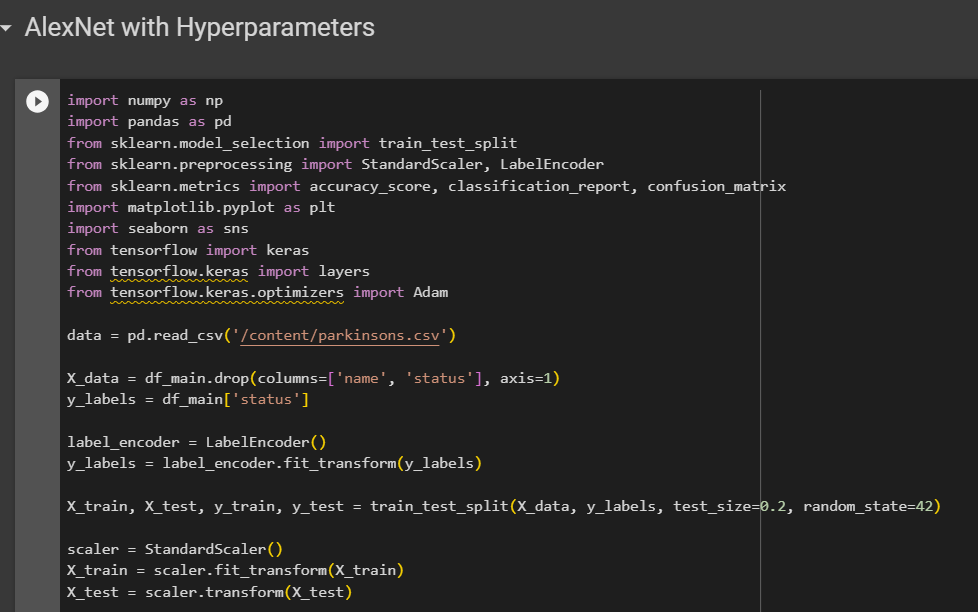 AlexNet with Hyperparameters
import numpy as np
import pandas as pd
from sklearn.model_selection import train_test_split
from sklearn.preprocessing import StandardScaler, LabelEncoder
from sklearn.metrics import accuracy_score, classification_report, confusion_matrix
import matplotlib.pyplot as plt
import seaborn as sns
from tensorflow import keras
from tensorflow.keras import layers
from tensorflow.keras.optimizers import Adam
data = pd.read_csv('/content/parkinsons.csv')
X_data = df_main.drop(columns=['name', 'status'], axis=1)
y_labels = df_main['status']
label_encoder = LabelEncoder()
y_labels = label_encoder.fit_transform(y_labels)
X_train, X_test, y_train, y_test = train_test_split(X_data, y_labels, test_size=0.2, random_state=42)
scaler = StandardScaler()
X_train = scaler.fit_transform(X_train)
X_test = scaler.transform(X_test)